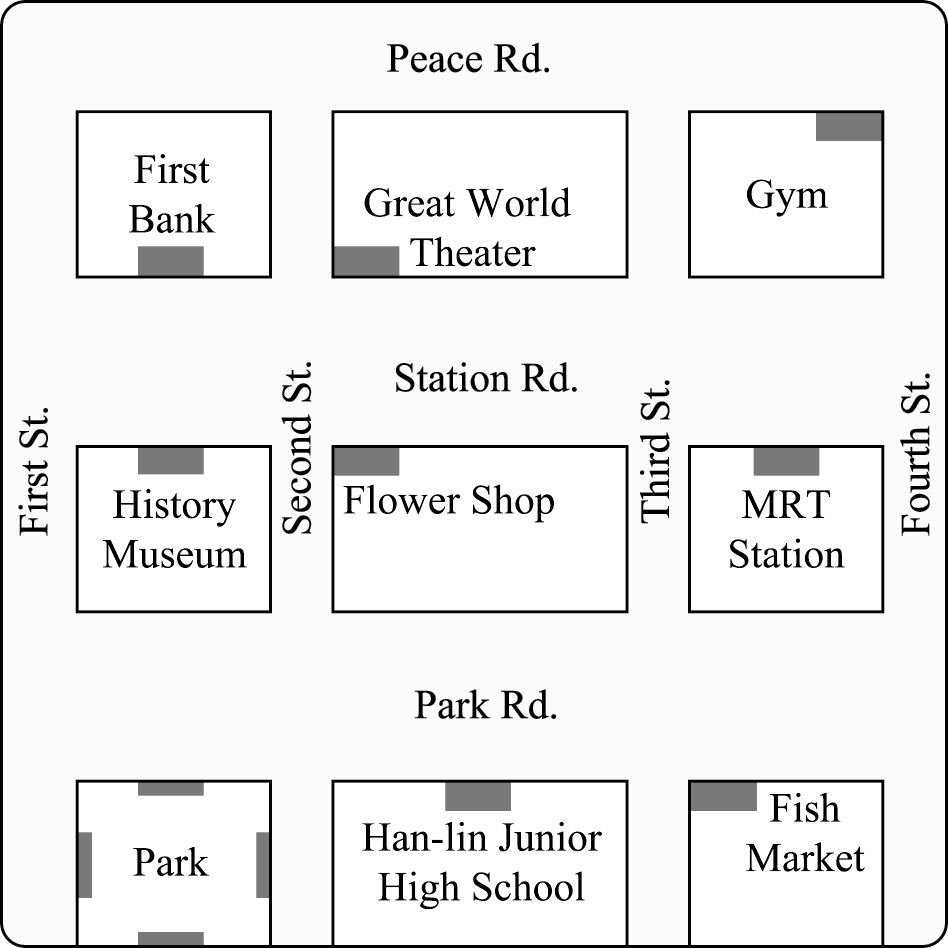 Peace Rd.
First
Bank
Great World
Theater
Gym
Station Rd.
First St.
Second St.
Third St.
Fourth St.
History
Museum
Flower Shop
MRT
Station
Park Rd.
Park
Han-lin Junior
High School
Fish
Market